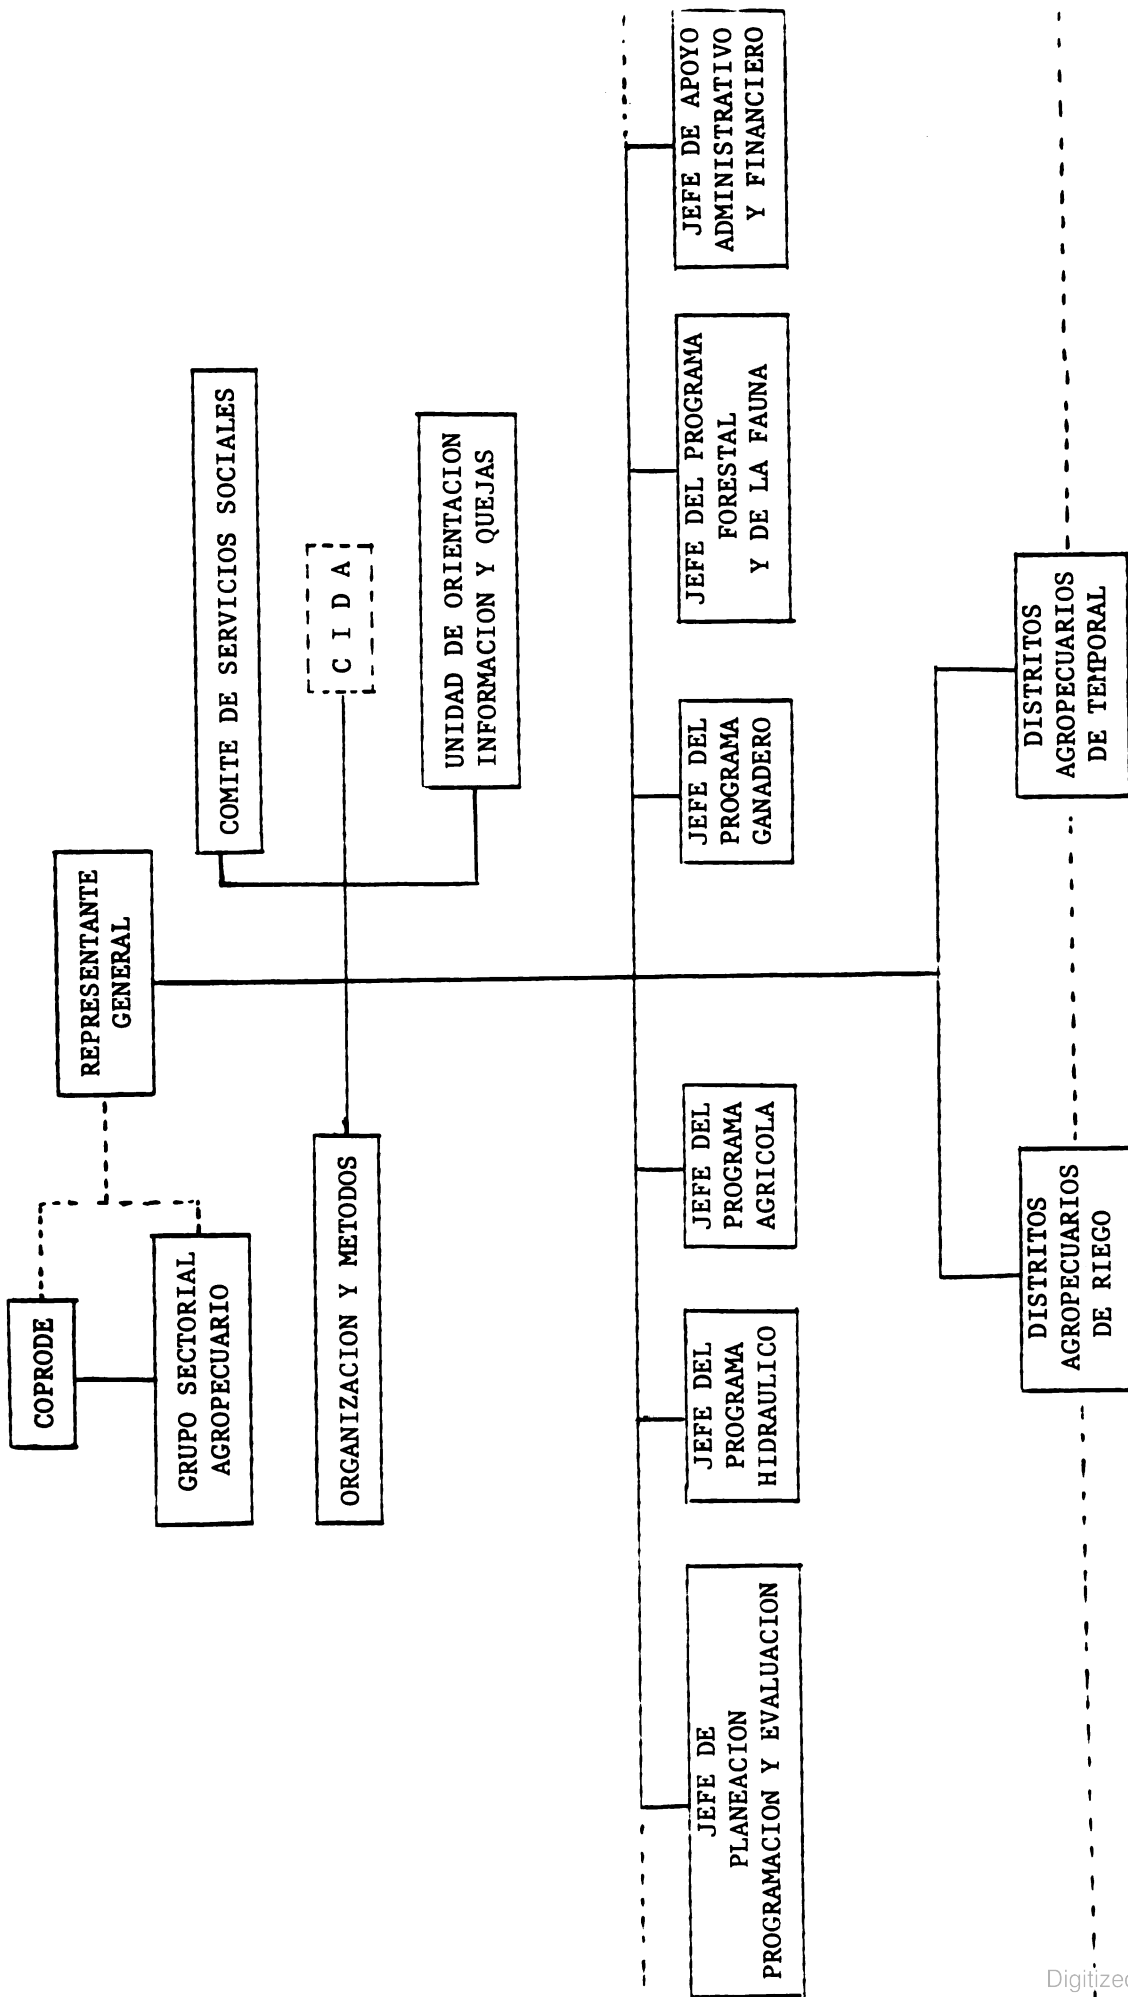 COPRODE
GRUPO SECTORIAL
AGROPECUARIO
REPRESENTANTE
GENERAL
ORGANIZACION Y METODOS
COMITE DE SERVICIOS SOCIALES
C I D A
UNIDAD DE ORIENTACION
INFORMACION Y QUEJAS
JEFE DE
PLANEACION
PROGRAMACION Y EVALUACION
JEFE DEL
PROGRAMA
HIDRAULICO
JEFE DEL
PROGRAMA
AGRICOLA
JEFE DEL
PROGRAMA
GANADERO
JEFE DEL PROGRAMA
FORESTAL
Y DE LA FAUNA
JEFE DE APOYO
ADMINISTRATIVO
Y FINANCIERO
DISTRITOS
AGROPECUARIOS
DE RIEGO
DISTRITOS
AGROPECUARIOS
DE TEMPORAL
Digitized